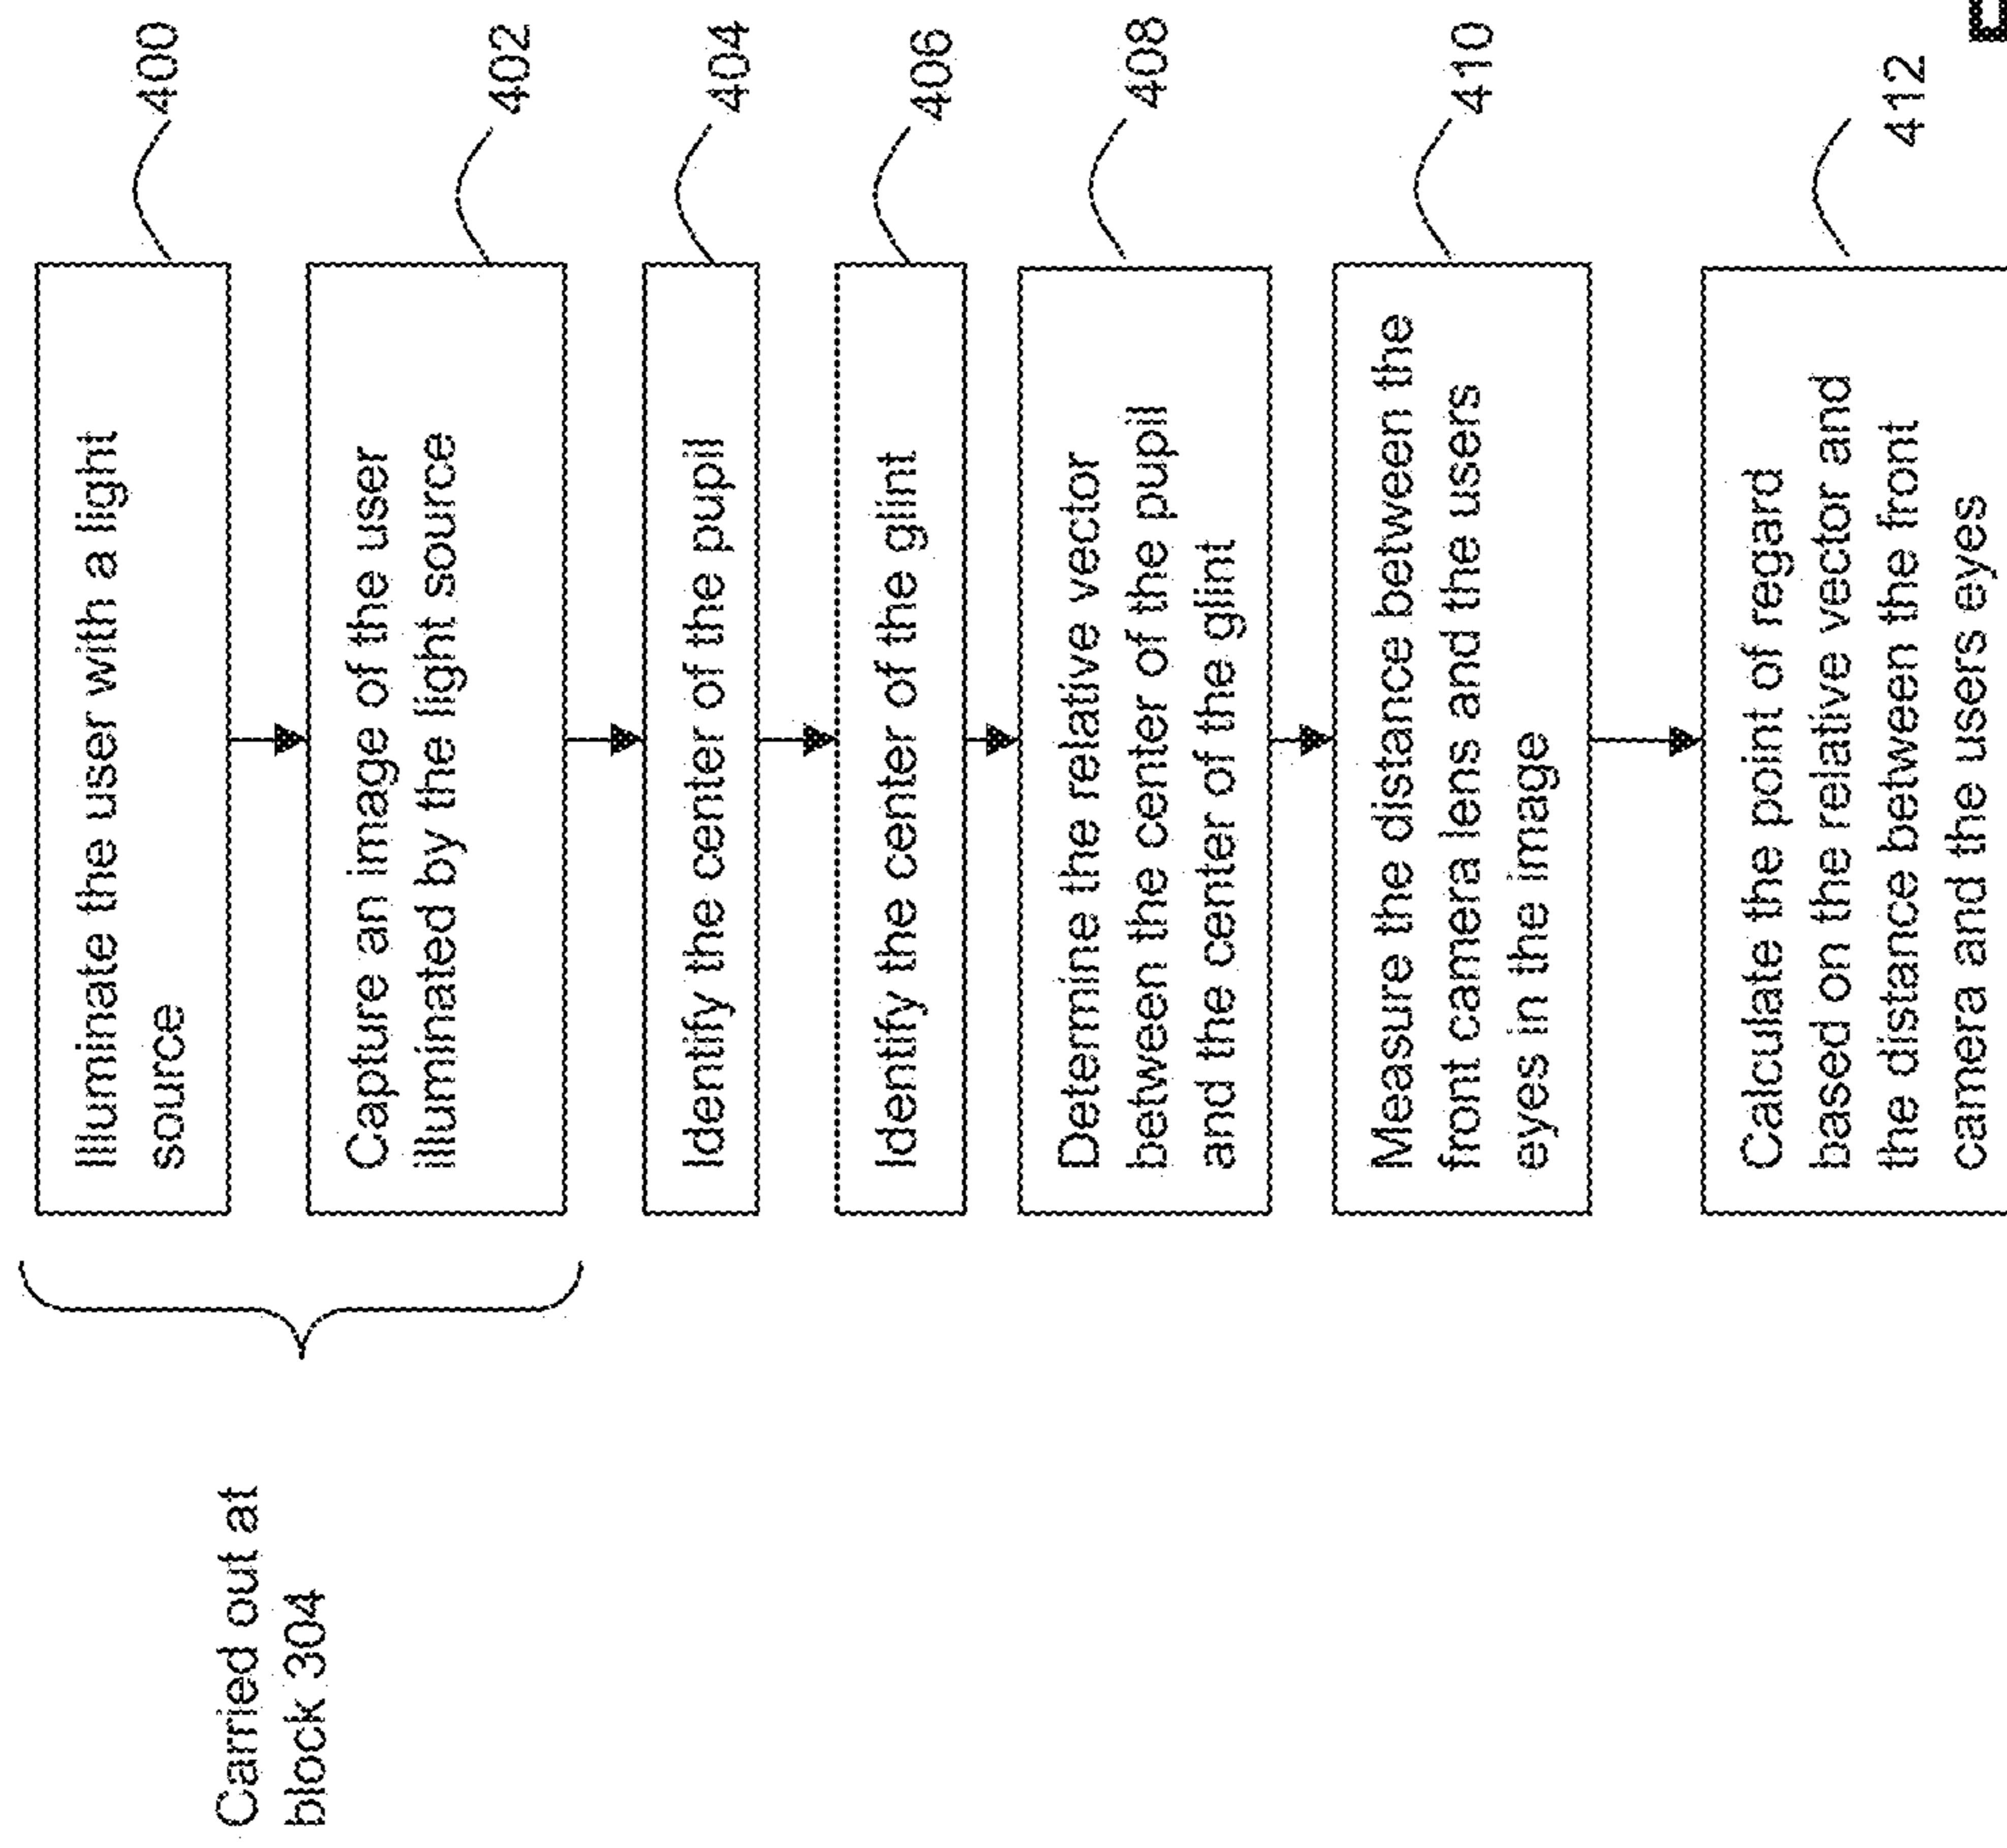 Carried out at
block 304
Illuminate the user with a light
source
400
Capture an image of the user
illuminated by the light source
402
Identify the center of the pupil
404
Identify the center of the glint
406
Determine the relative vector
between the center of the pupil
and the center of the glint
408
Measure the distance between the
front camera lens and the users
eyes in the image
410
Calculate the point of regard
based on the relative vector and
the distance between the front
camera and the users eyes
412